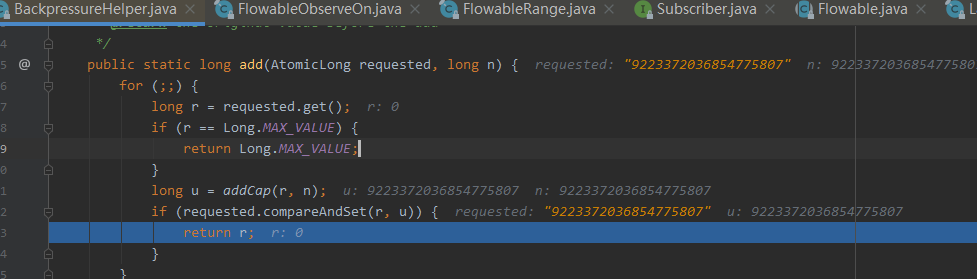 BackpressureHelper.java × FlowableObserveOn.java × FlowableRange.java × Subscriber.java × Flowable.java ×
4 */
5 @ public static long add(AtomicLong requested, long n) { requested: "9223372036854775807" n: 922337203685477580
6 for (;;) {
7 long r = requested.get(); r: 0
8 if (r == Long.MAX_VALUE) {
9 return Long.MAX_VALUE;
0 }
1 long u = addCap(r, n); u: 9223372036854775807 n: 9223372036854775807
2 if (requested.compareAndSet(r, u)) { requested: "9223372036854775807" u: 9223372036854775807
3 return r; r: 0
4 }
5 }